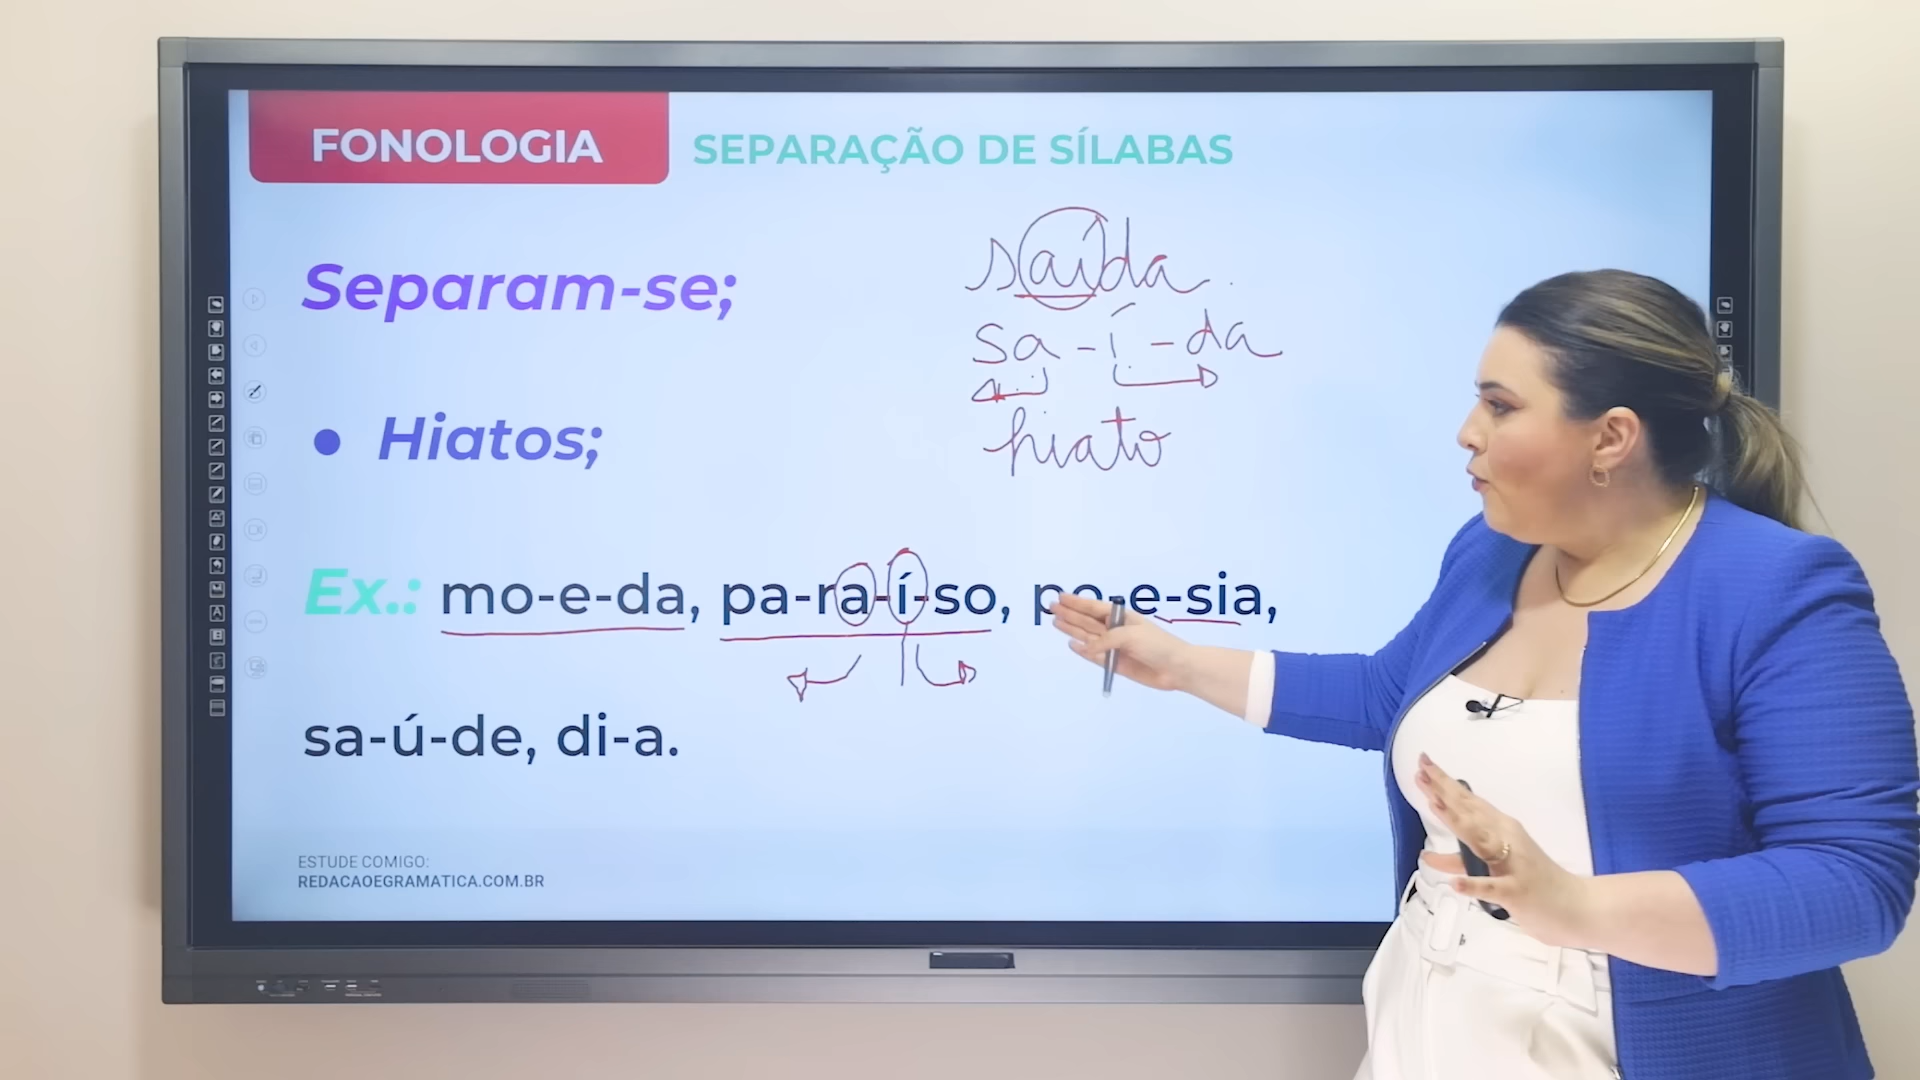 FONOLOGIA SEPARAÇÃO DE SÍLABAS
Separam-se;
saída
sa-í-da
hiato
• Hiatos;
Ex.: mo-e-da, pa-ra-í-so, po-e-sia,
sa-ú-de, di-a.
ESTUDE COMIGO:
REDACAOEGRAMATICA.COM.BR